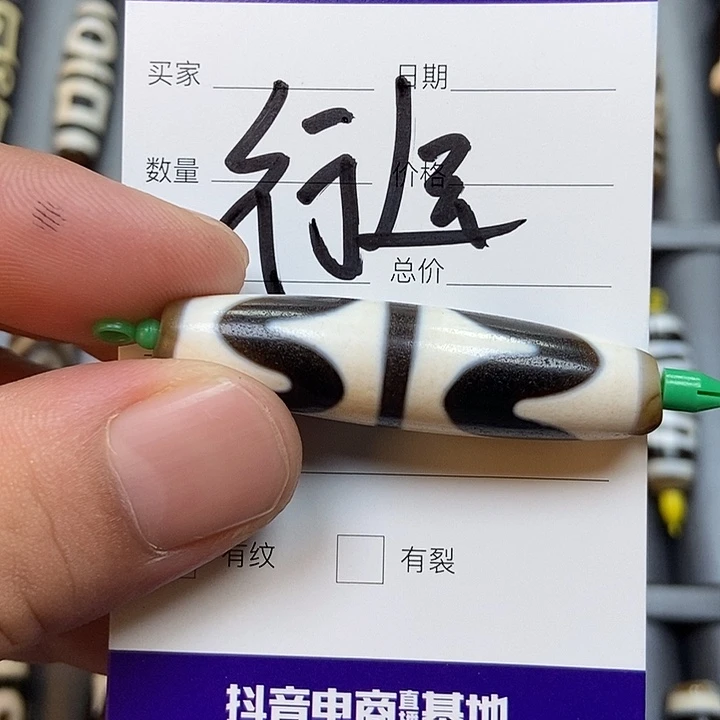 买家 日期
数量 价格
总价
有纹 有裂
抖音电商直播基地